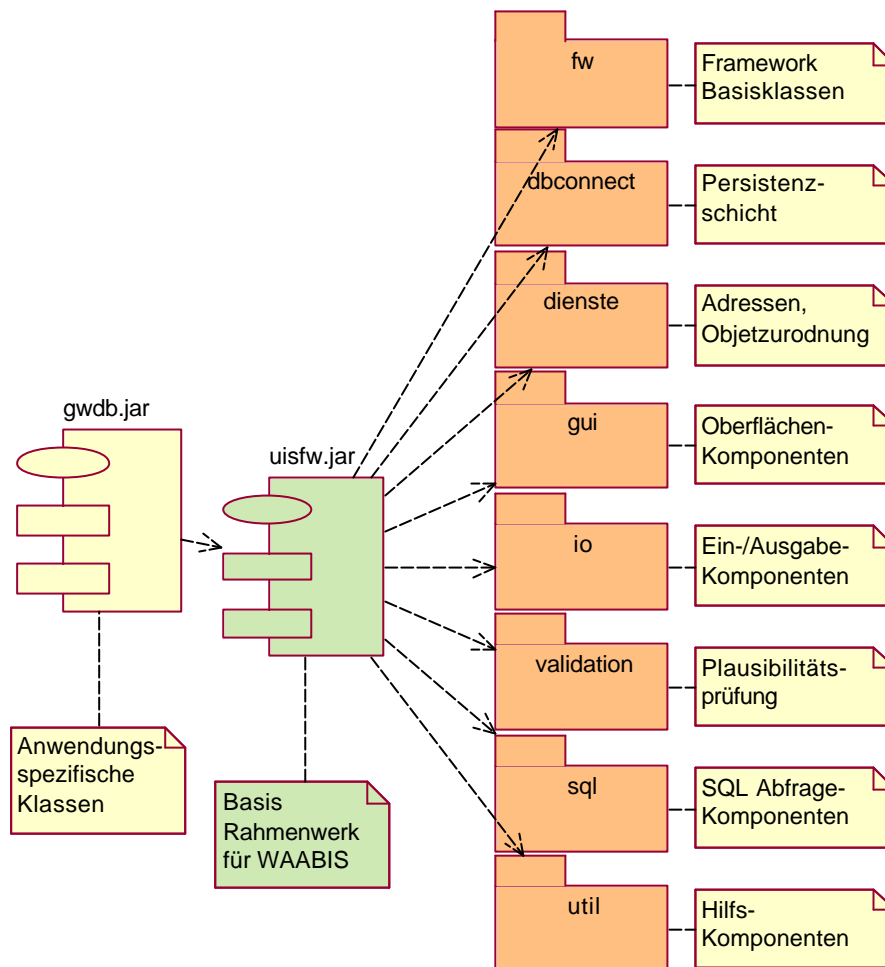 fw
Framework
Basisklassen
dbconnect
Persistenz-
schicht
dienste
Adressen,
Objetzurodnung
gwdb.jar
gui
Oberflächen-
Komponenten
uisfw.jar
io
Ein-/Ausgabe-
Komponenten
validation
Plausibilitäts-
prüfung
Anwendungs-
spezifische
Klassen
Basis
Rahmenwerk
für WAABIS
sql
SQL Abfrage-
Komponenten
util
Hilfs-
Komponenten